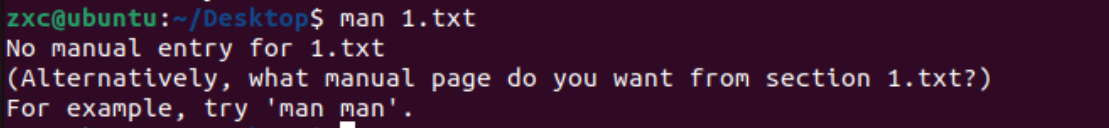 zxc@ubuntu:~/Desktop$ man 1.txt
No manual entry for 1.txt
(Alternatively, what manual page do you want from section 1.txt?)
For example, try 'man man'.